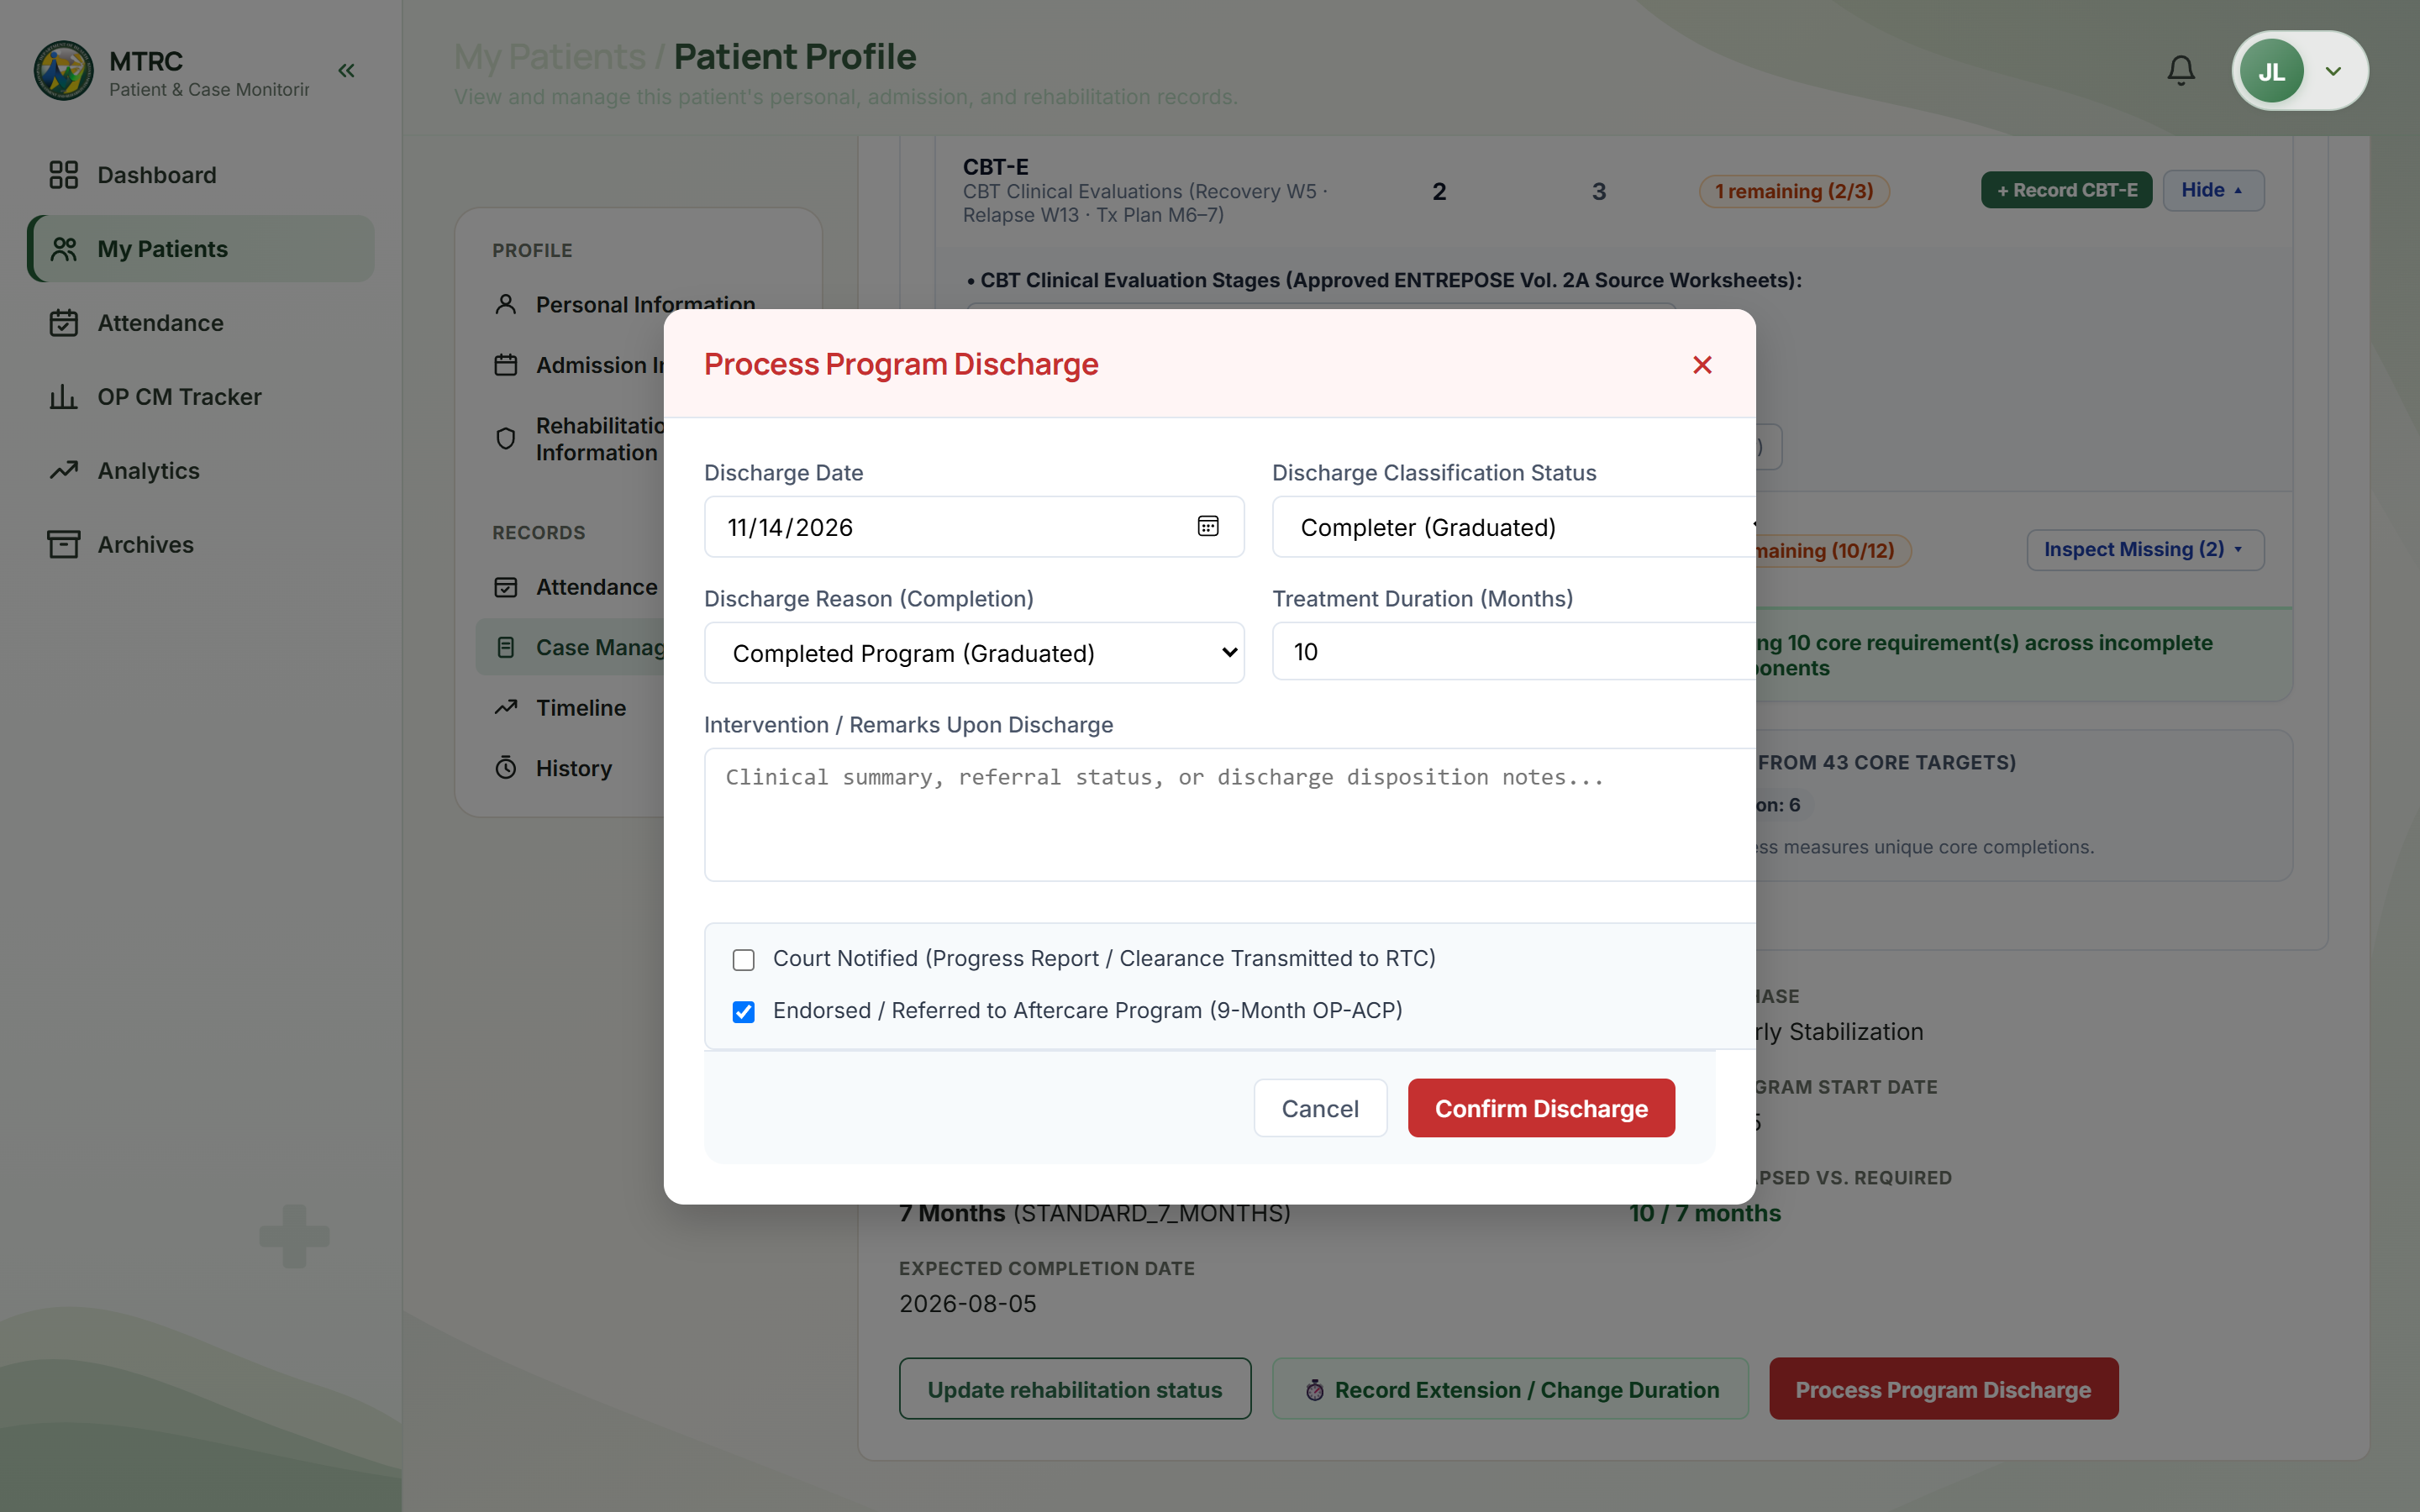 MTRC
Patient & Case Monitorin
My Patients / Patient Profile
View and manage this patient's personal, admission, and rehabilitation records.
JL
Dashboard
My Patients
Attendance
OP CM Tracker
Analytics
Archives
PROFILE
Personal Information
Admission
Rehabilitatio
Information
RECORDS
Attendance
Case Manag
Timeline
History
CBT-E
CBT Clinical Evaluations (Recovery W5 ·
Relapse W13 · Tx Plan M6–7)
2
3
1 remaining (2/3)
+ Record CBT-E
Hide ▲
• CBT Clinical Evaluation Stages (Approved ENTREPOSE Vol. 2A Source Worksheets):
Process Program Discharge
✕
Discharge Date
Discharge Classification Status
11/14/2026
Completer (Graduated)
Discharge Reason (Completion)
Treatment Duration (Months)
Completed Program (Graduated)
10
Intervention / Remarks Upon Discharge
Clinical summary, referral status, or discharge disposition notes...
Court Notified (Progress Report / Clearance Transmitted to RTC)
Endorsed / Referred to Aftercare Program (9-Month OP-ACP)
Cancel
Confirm Discharge
maining (10/12)
Inspect Missing (2) ▼
ng 10 core requirement(s) across incomplete
onents
FROM 43 CORE TARGETS)
on: 6
ess measures unique core completions.
HASE
rly Stabilization
GRAM START DATE
5
PSED VS. REQUIRED
7 Months (STANDARD_7_MONTHS)
10 / 7 months
EXPECTED COMPLETION DATE
2026-08-05
Update rehabilitation status
⏱ Record Extension / Change Duration
Process Program Discharge